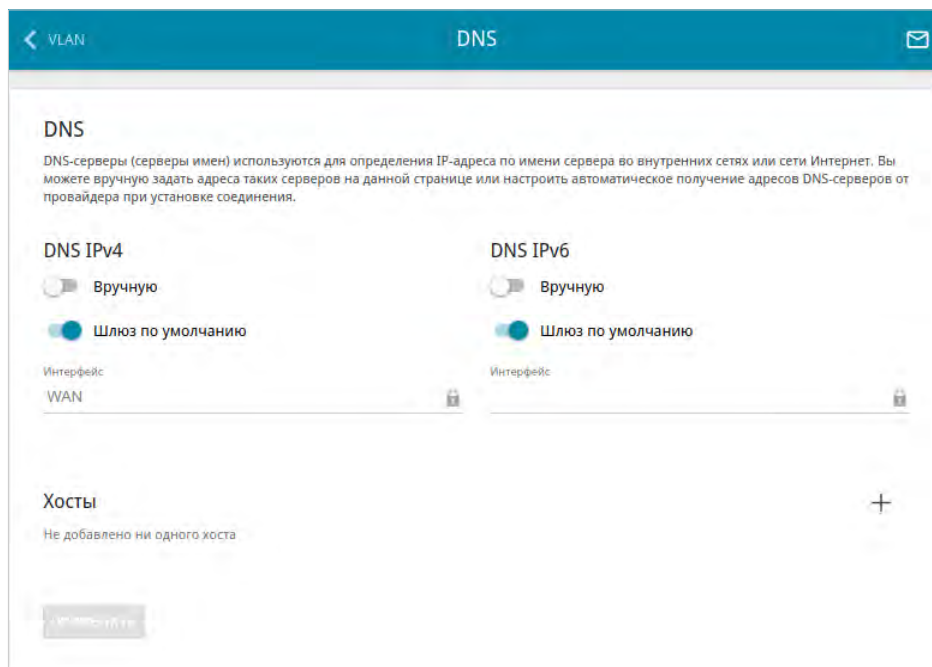 VLAN
DNS
DNS
DNS-серверы (серверы имен) используются для определения IP-адреса по имени сервера во внутренних сетях или сети Интернет. Вы
можете вручную задать адреса таких серверов на данной странице или настроить автоматическое получение адресов DNS-серверов от
провайдера при установке соединения.
DNS IPv4
DNS IPv6
Вручную
Вручную
Шлюз по умолчанию
Шлюз по умолчанию
Интерфейс
Интерфейс
WAN
Хосты
Не добавлено ни одного хоста